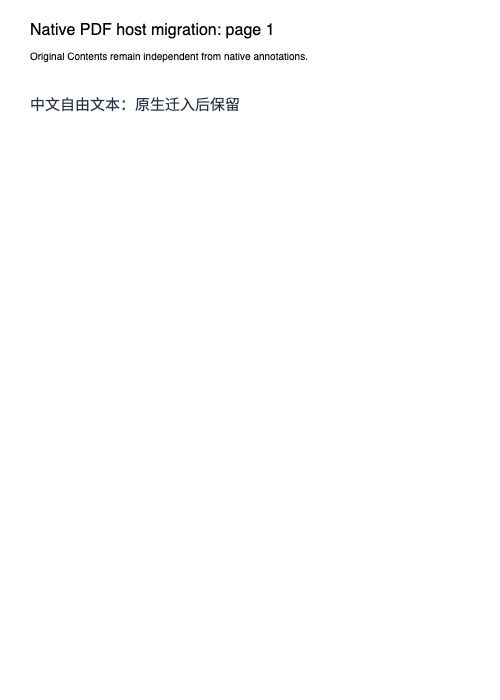 Native PDF host migration: page 1
Original Contents remain independent from native annotations.
中文自由文本：原生迁入后保留